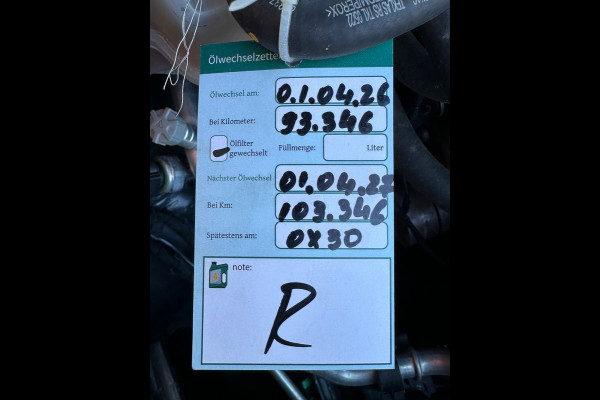 Ölwechselzette
Ölwechsel am: 01.04.26
Bei Kilometer: 93.346
Ölfilter
gewechselt
Füllmenge: Liter
Nächster Ölwechsel 01.04.27
Bei Km: 103.346
Spätestens am: 0X30
note:
R